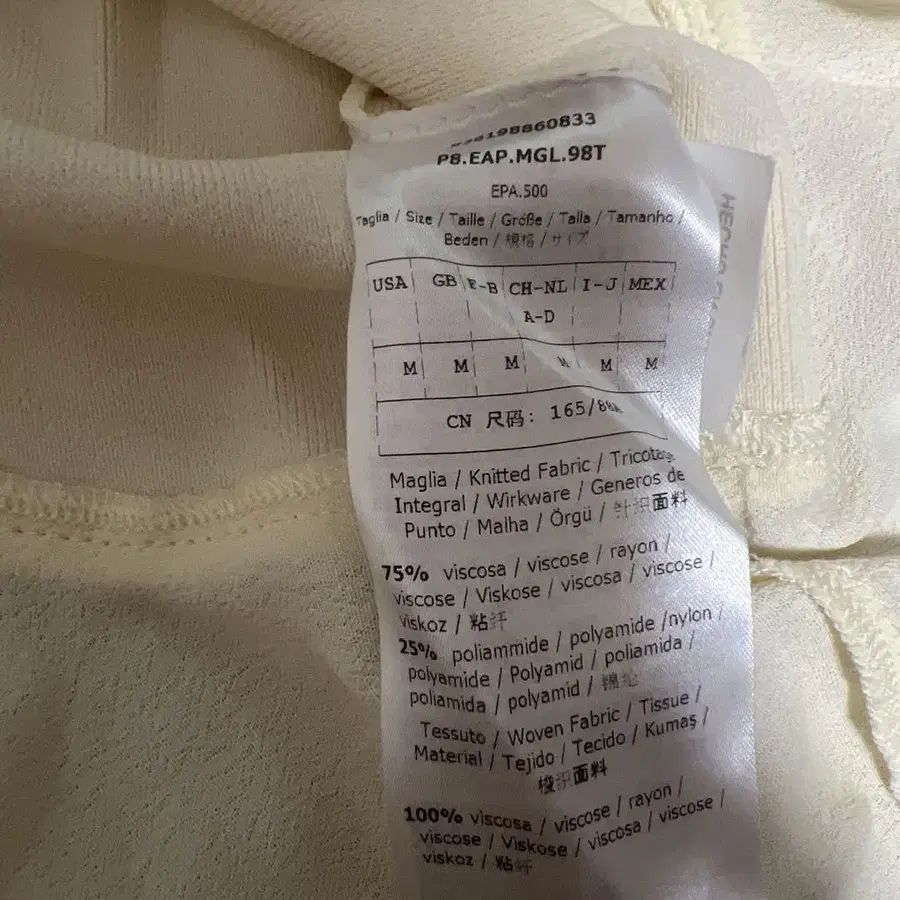 98860833
P8.EAP.MGL.98T
EPA.500
Taglia / Size / Taille / Größe / Talla / Tamanho /
Beden / 規格 / サイズ
USA GB E-B CH-NL I-J MEX
A-D
M M M M M M
CN 尺码: 165/88A
Maglia / Knitted Fabric / Tricotage
Integral / Wirkware / Generos de
Punto / Malha / Örgü / 针织面料
75% viscosa / viscose / rayon /
viscose / Viskose / viscosa / viscose /
viskoz / 粘纤
25% poliammide / polyamide /nylon /
polyamide / Polyamid / poliamida /
poliamida / polyamid / 锦纶
Tessuto / Woven Fabric / Tissue /
Material / Tejido / Tecido / Kumaş /
梭织面料
100% viscosa / viscose / rayon /
viscose / Viskose / viscosa / viscose /
viskoz / 粘纤